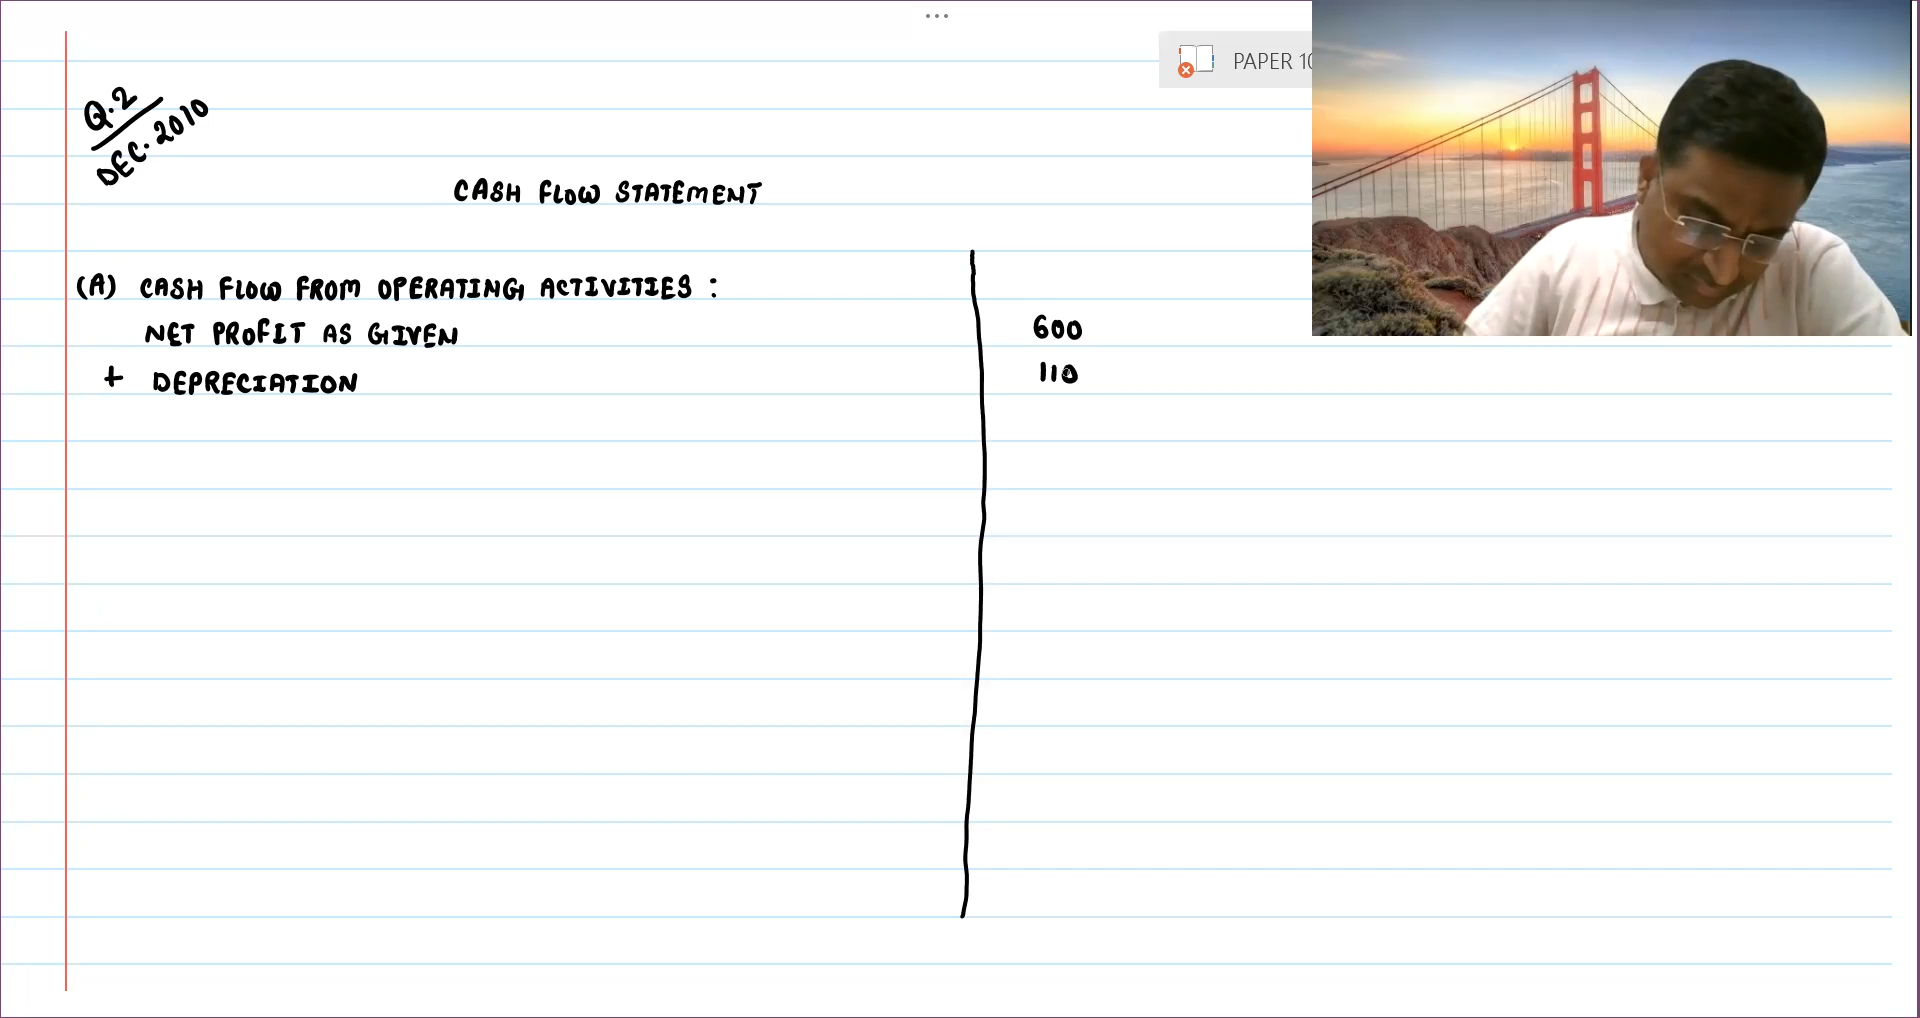 PAPER 10
Q.2
DEC. 2010
CASH FLOW STATEMENT
(A) CASH FLOW FROM OPERATING ACTIVITIES :
NET PROFIT AS GIVEN 600
+ DEPRECIATION 110